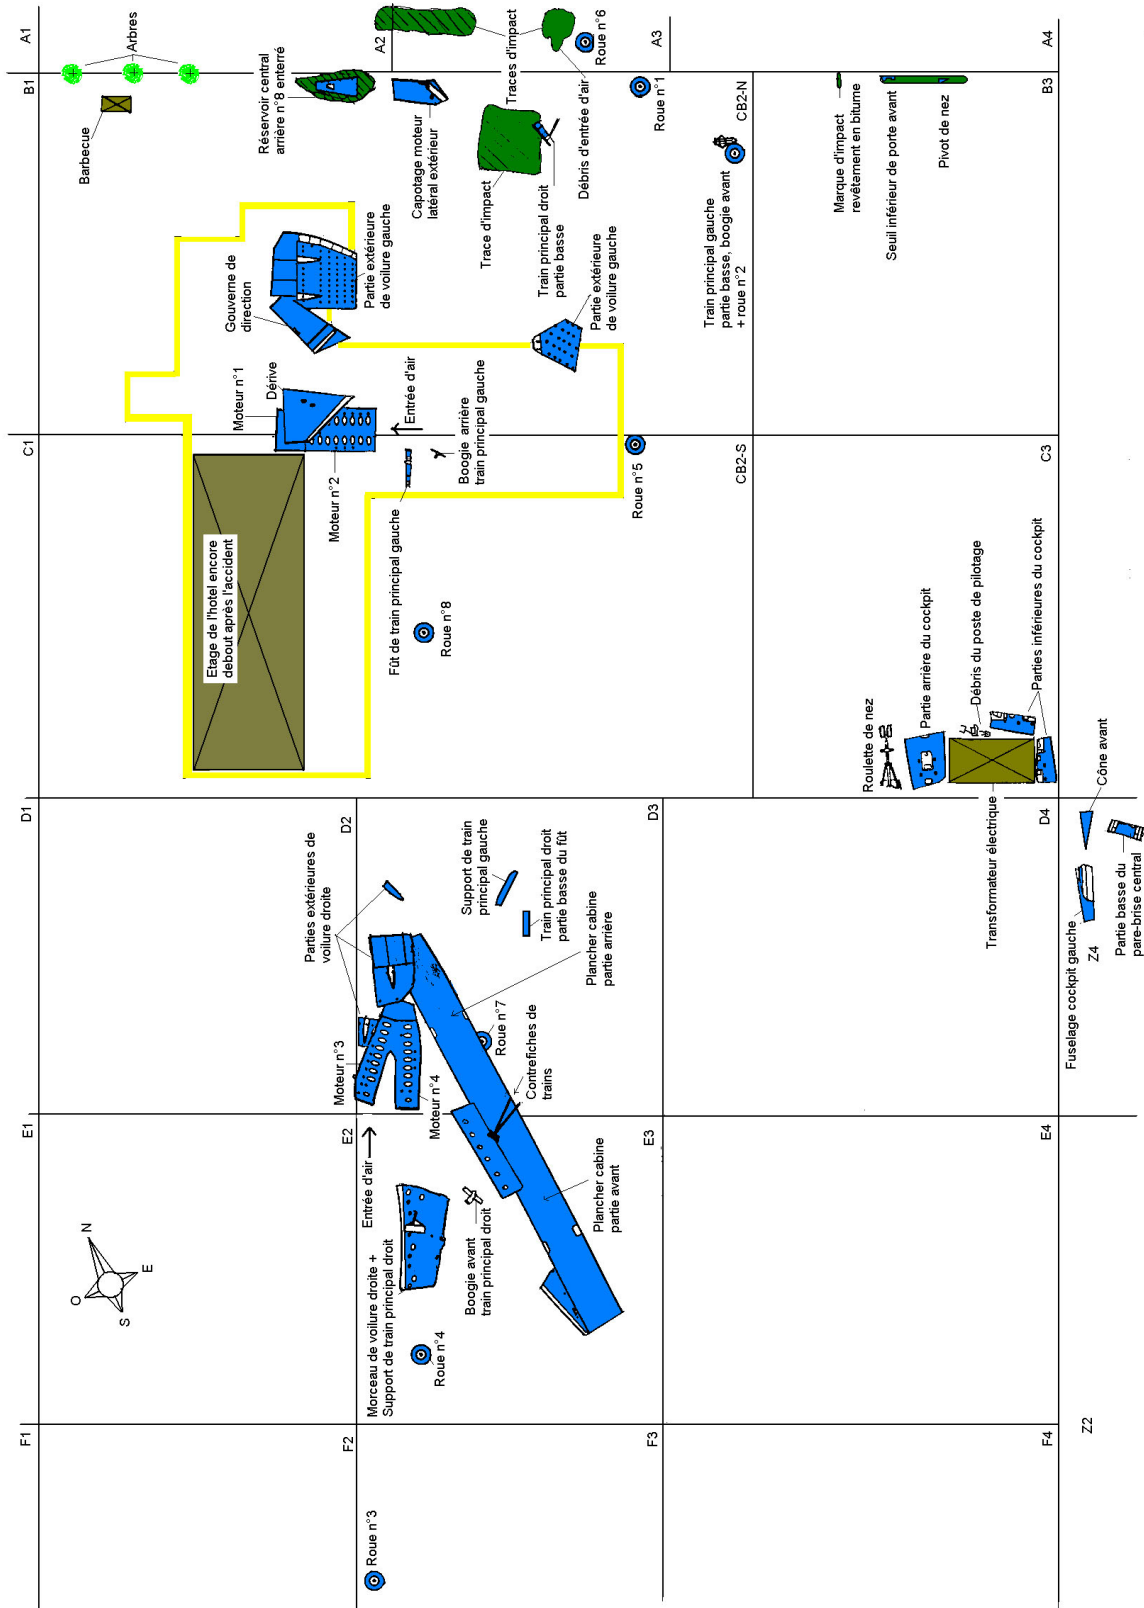 A1
A2
A3
A4
B1
Arbres
Barbecue
Réservoir central
arrière n°8 enterré
Capotage moteur
latéral extérieur
Traces d'impact
Roue n°6
Débris d'entrée d'air
Trace d'impact
Train principal droit
partie basse
Roue n°1
CB2-N
Train principal gauche
partie basse, boogie avant
+ roue n°2
Marque d'impact
revêtement en bitume
Seuil inférieur de porte avant
Pivot de nez
B3
Gouverne de
direction
Partie extérieure
de voilure gauche
Partie extérieure
de voilure gauche
Moteur n°1
Dérive
Entrée d'air
Boogie arrière
train principal gauche
C1
Moteur n°2
Fût de train principal gauche
Roue n°5
CB2-S
C3
Etage de l'hotel encore
debout après l'accident
Roue n°8
Roulette de nez
Partie arrière du cockpit
Débris du poste de pilotage
Parties inférieures du cockpit
Transformateur électrique
Cône avant
D1
D2
D3
D4
Parties extérieures de
voilure droite
Support de train
principal gauche
Train principal droit
partie basse du fût
Plancher cabine
partie arrière
Fuselage cockpit gauche
Z4
Partie basse du
pare-brise central
Moteur n°3
Moteur n°4
Roue n°7
Contrefiches de
trains
E1
E2
E3
E4
Entrée d'air
Morceau de voilure droite +
Support de train principal droit
Boogie avant
train principal droit
Plancher cabine
partie avant
Roue n°4
N
O
E
S
F1
F2
F3
F4
Z2
Roue n°3